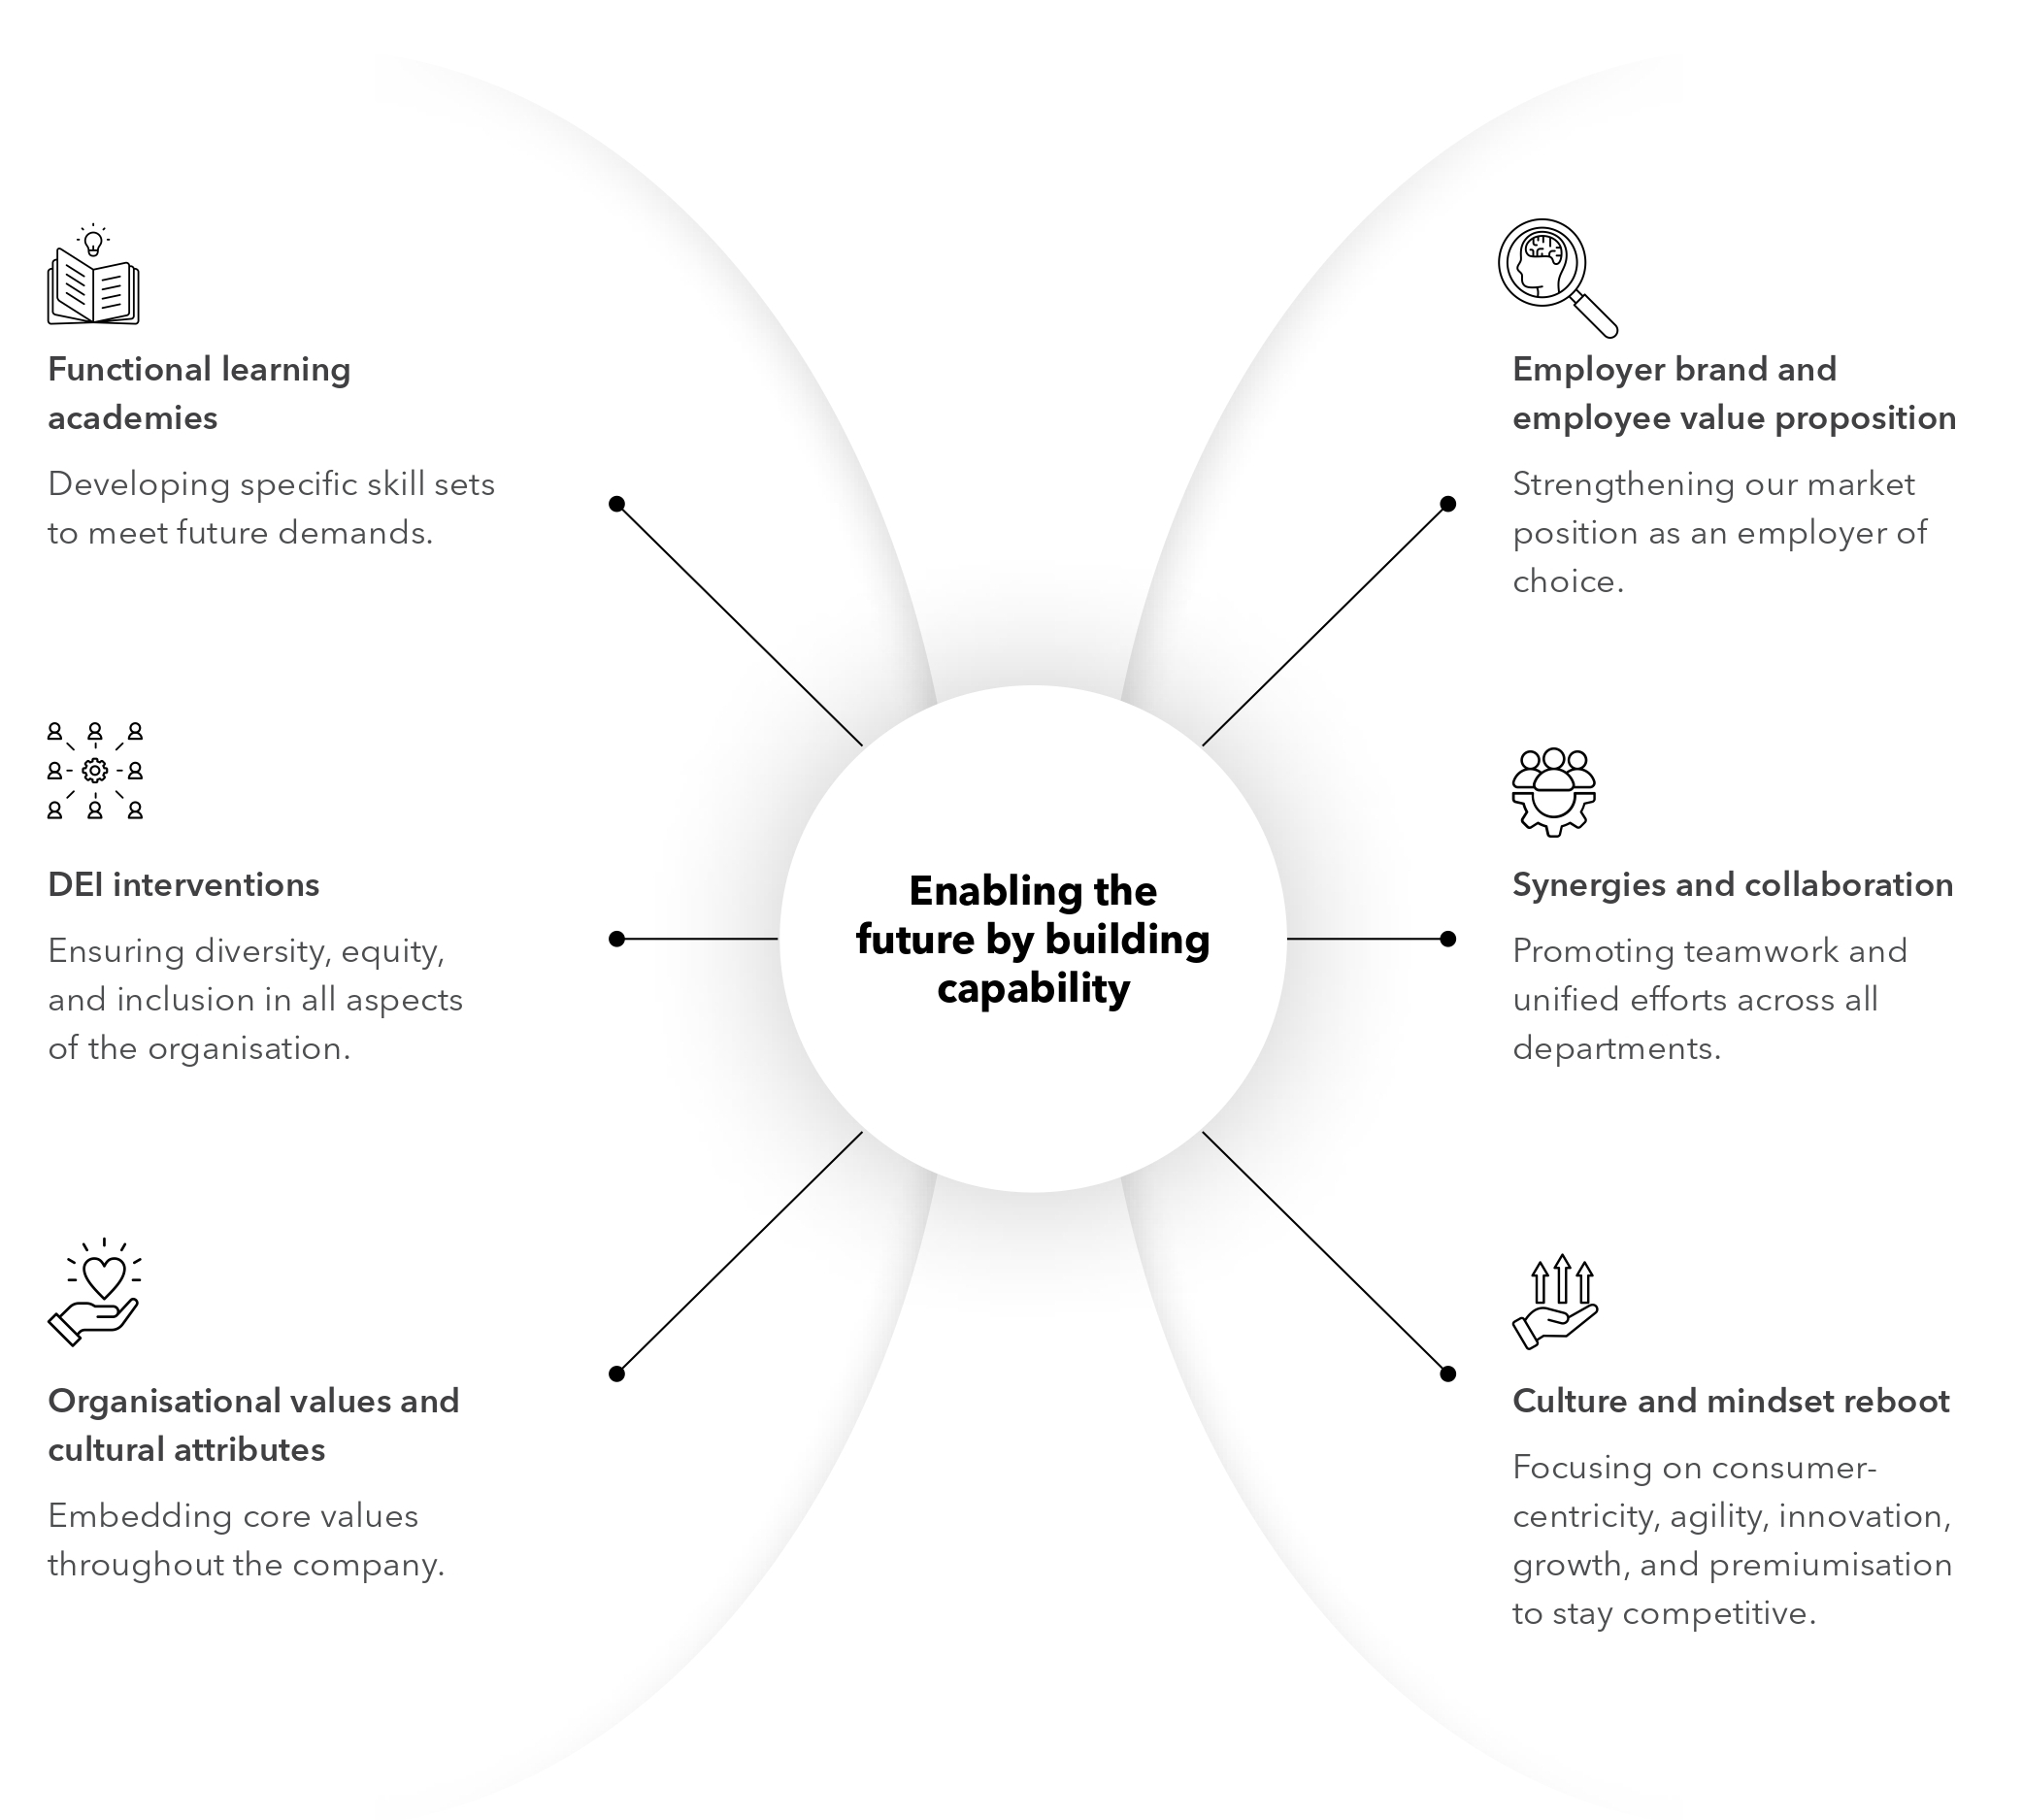 Functional learning
academies
Developing specific skill sets
to meet future demands.
DEI interventions
Ensuring diversity, equity,
and inclusion in all aspects
of the organisation.
Organisational values and
cultural attributes
Embedding core values
throughout the company.
Enabling the
future by building
capability
Employer brand and
employee value proposition
Strengthening our market
position as an employer of
choice.
Synergies and collaboration
Promoting teamwork and
unified efforts across all
departments.
Culture and mindset reboot
Focusing on consumer-
centricity, agility, innovation,
growth, and premiumisation
to stay competitive.